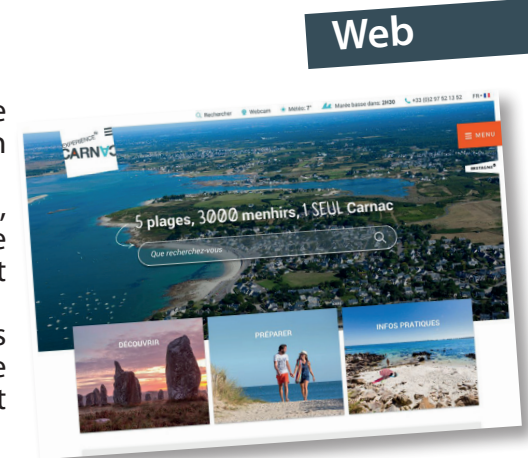 Web
e
n
,
e
t
s
e
t
Rechercher Webcam Météo: 7° Marée basse dans: 2H30 +33 (0)2 97 52 13 52 FR
EXPERIENCE
CARNAC
MENU
BRETAGNE
5 plages, 3000 menhirs, 1 SEUL Carnac
Que recherchez-vous
DÉCOUVRIR
PRÉPARER
INFOS PRATIQUES